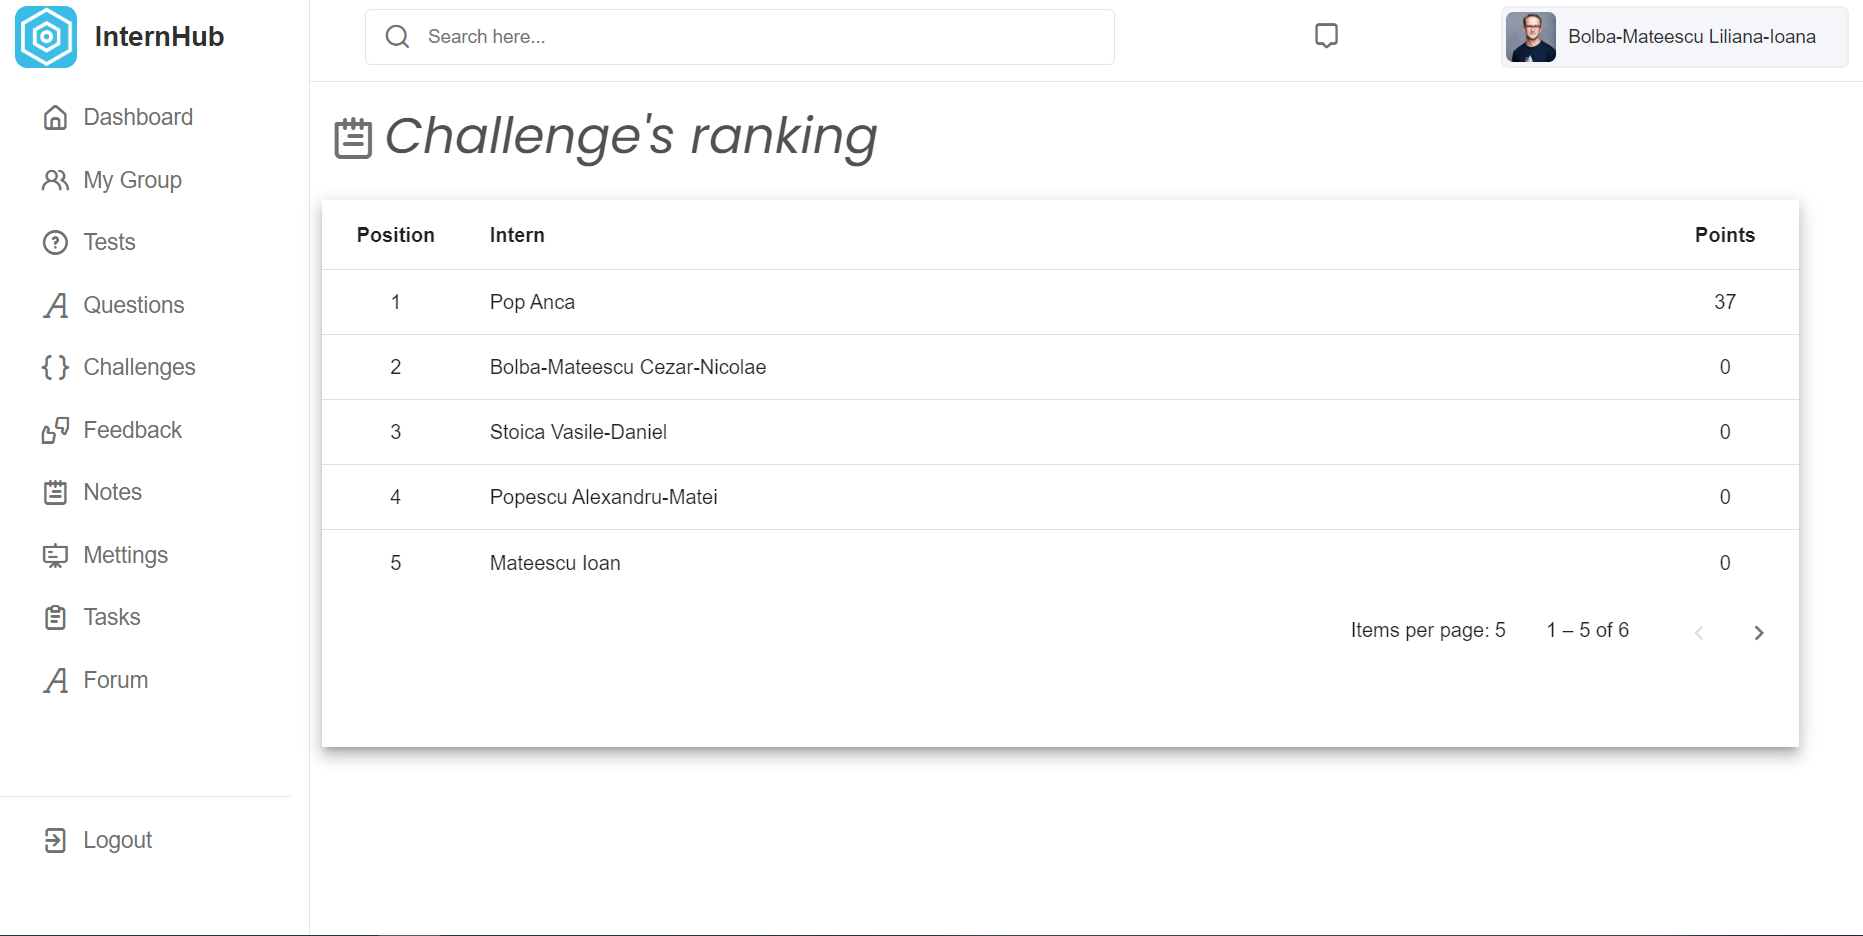 InternHub
Search here...
Bolba-Mateescu Liliana-Ioana
Dashboard
My Group
Tests
Questions
Challenges
Feedback
Notes
Mettings
Tasks
Forum
Logout
Challenge's ranking
Position Intern Points
1 Pop Anca 37
2 Bolba-Mateescu Cezar-Nicolae 0
3 Stoica Vasile-Daniel 0
4 Popescu Alexandru-Matei 0
5 Mateescu Ioan 0
Items per page: 5 1 – 5 of 6